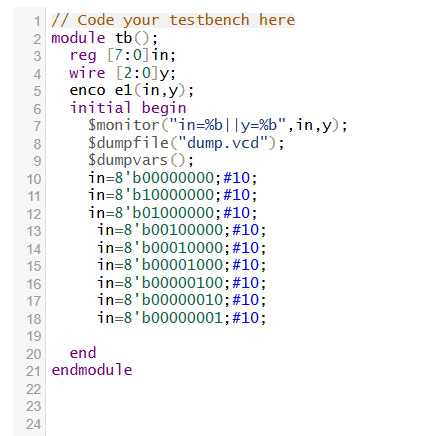 1 // Code your testbench here
2 module tb();
3   reg [7:0]in;
4   wire [2:0]y;
5   enco e1(in,y);
6   initial begin
7     $monitor("in=%b||y=%b",in,y);
8     $dumpfile("dump.vcd");
9     $dumpvars();
10     in=8'b00000000;#10;
11     in=8'b10000000;#10;
12     in=8'b01000000;#10;
13      in=8'b00100000;#10;
14      in=8'b00010000;#10;
15      in=8'b00001000;#10;
16      in=8'b00000100;#10;
17      in=8'b00000010;#10;
18      in=8'b00000001;#10;
19
20   end
21 endmodule
22
23
24